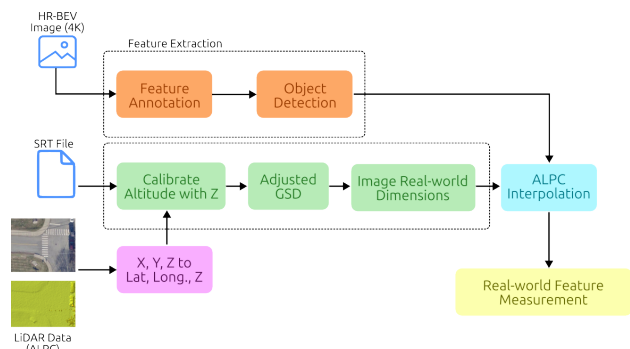 HR-BEV
Image (4K)
Feature Extraction
Feature
Annotation
Object
Detection
SRT File
Calibrate
Altitude with Z
Adjusted
GSD
Image Real-world
Dimensions
ALPC
Interpolation
X, Y, Z to
Lat, Long., Z
Real-world Feature
Measurement
LiDAR Data
(ALPC)